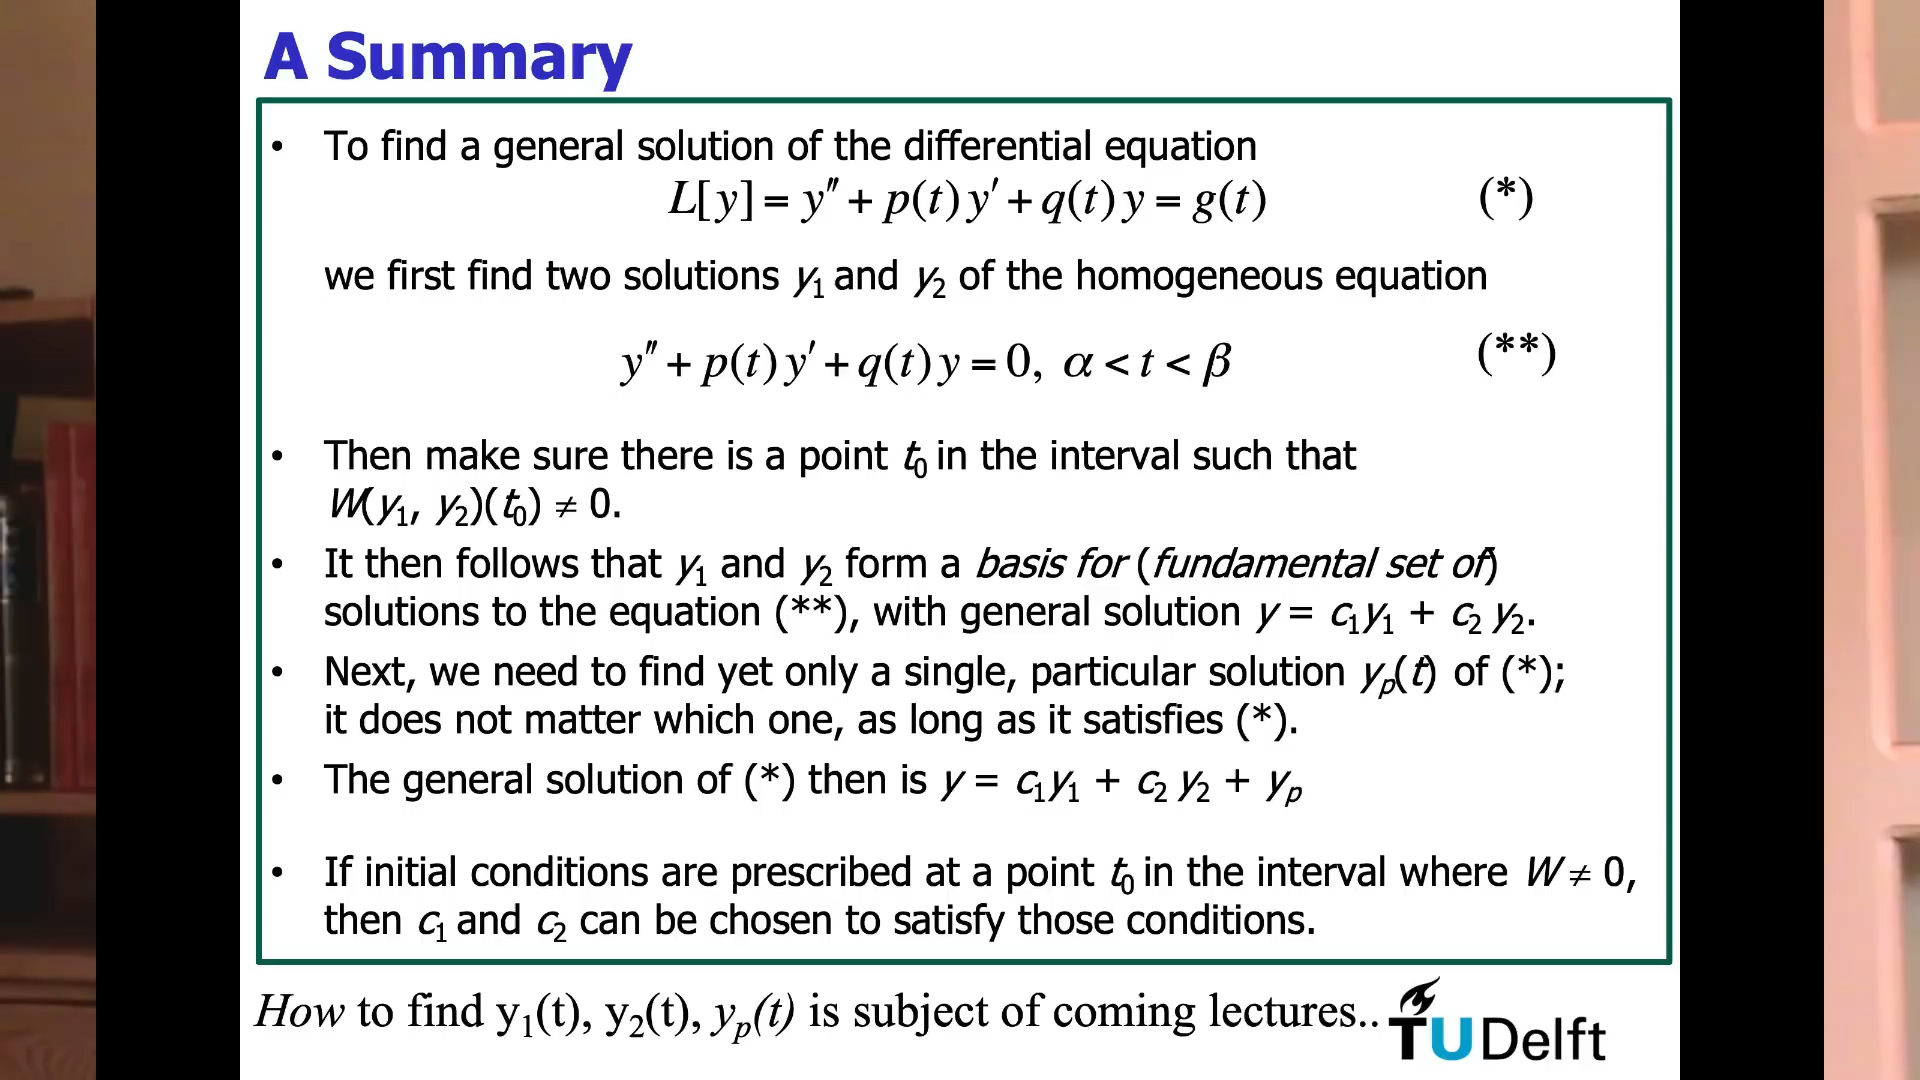 A Summary
• To find a general solution of the differential equation
L[y] = y″ + p(t) y′ + q(t) y = g(t) (*)
we first find two solutions y₁ and y₂ of the homogeneous equation
y″ + p(t) y′ + q(t) y = 0, α < t < β (**)
• Then make sure there is a point t₀ in the interval such that
W(y₁, y₂)(t₀) ≠ 0.
• It then follows that y₁ and y₂ form a basis for (fundamental set of)
solutions to the equation (**), with general solution y = c₁y₁ + c₂ y₂.
• Next, we need to find yet only a single, particular solution yₚ(t) of (*);
it does not matter which one, as long as it satisfies (*).
• The general solution of (*) then is y = c₁y₁ + c₂ y₂ + yₚ
• If initial conditions are prescribed at a point t₀ in the interval where W ≠ 0,
then c₁ and c₂ can be chosen to satisfy those conditions.
How to find y₁(t), y₂(t), yₚ(t) is subject of coming lectures..
TU Delft